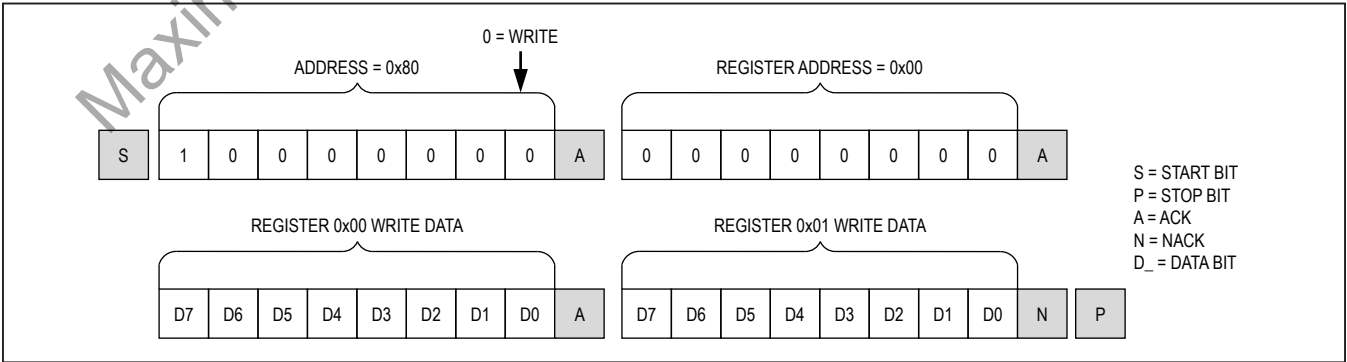 Maxim
0 = WRITE
ADDRESS = 0x80 REGISTER ADDRESS = 0x00
S 1 0 0 0 0 0 0 0 A 0 0 0 0 0 0 0 0 A
REGISTER 0x00 WRITE DATA REGISTER 0x01 WRITE DATA
D7 D6 D5 D4 D3 D2 D1 D0 A D7 D6 D5 D4 D3 D2 D1 D0 N P
S = START BIT
P = STOP BIT
A = ACK
N = NACK
D_ = DATA BIT